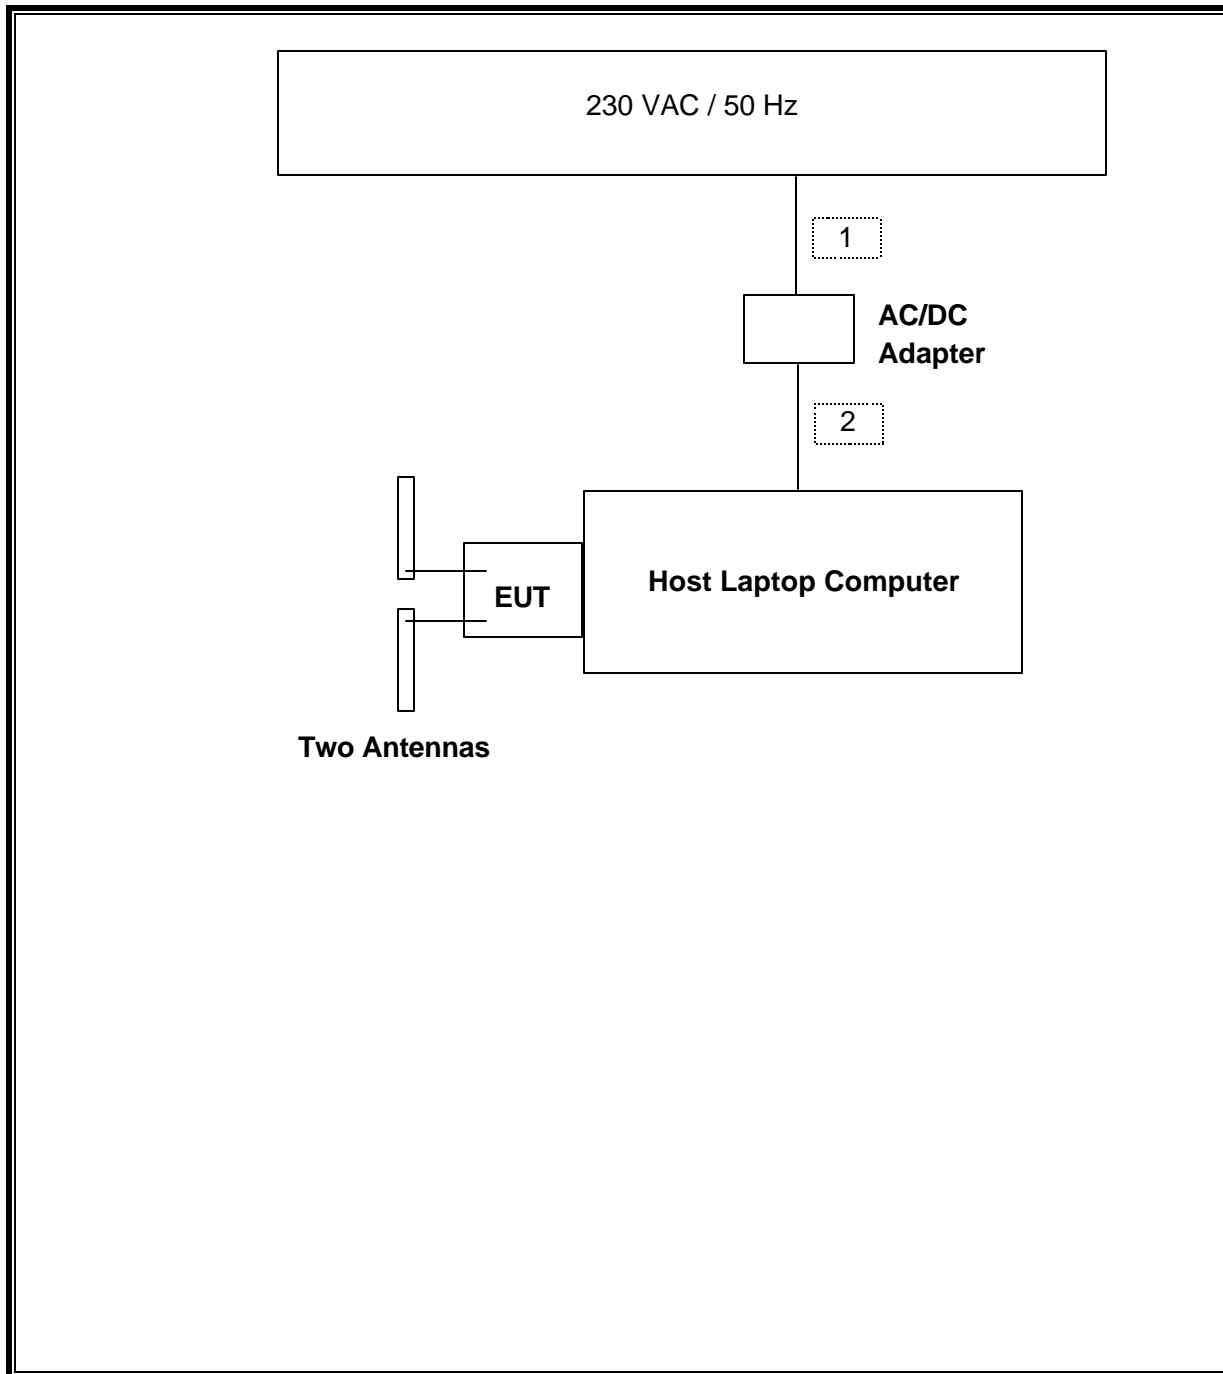 230 VAC / 50 Hz
1
AC/DC
Adapter
2
Host Laptop Computer
EUT
Two Antennas